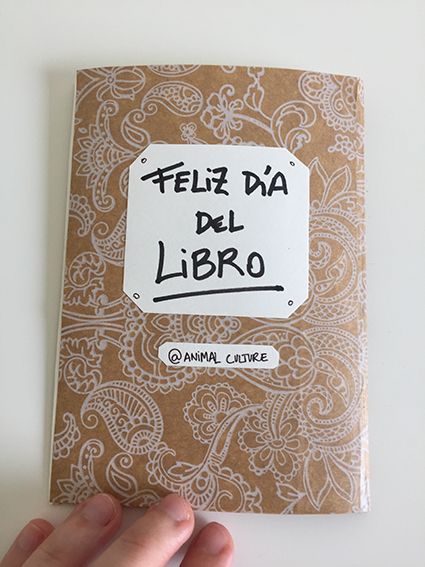 FELIZ DÍA
DEL
LIBRO
@ANIMAL CULTURE